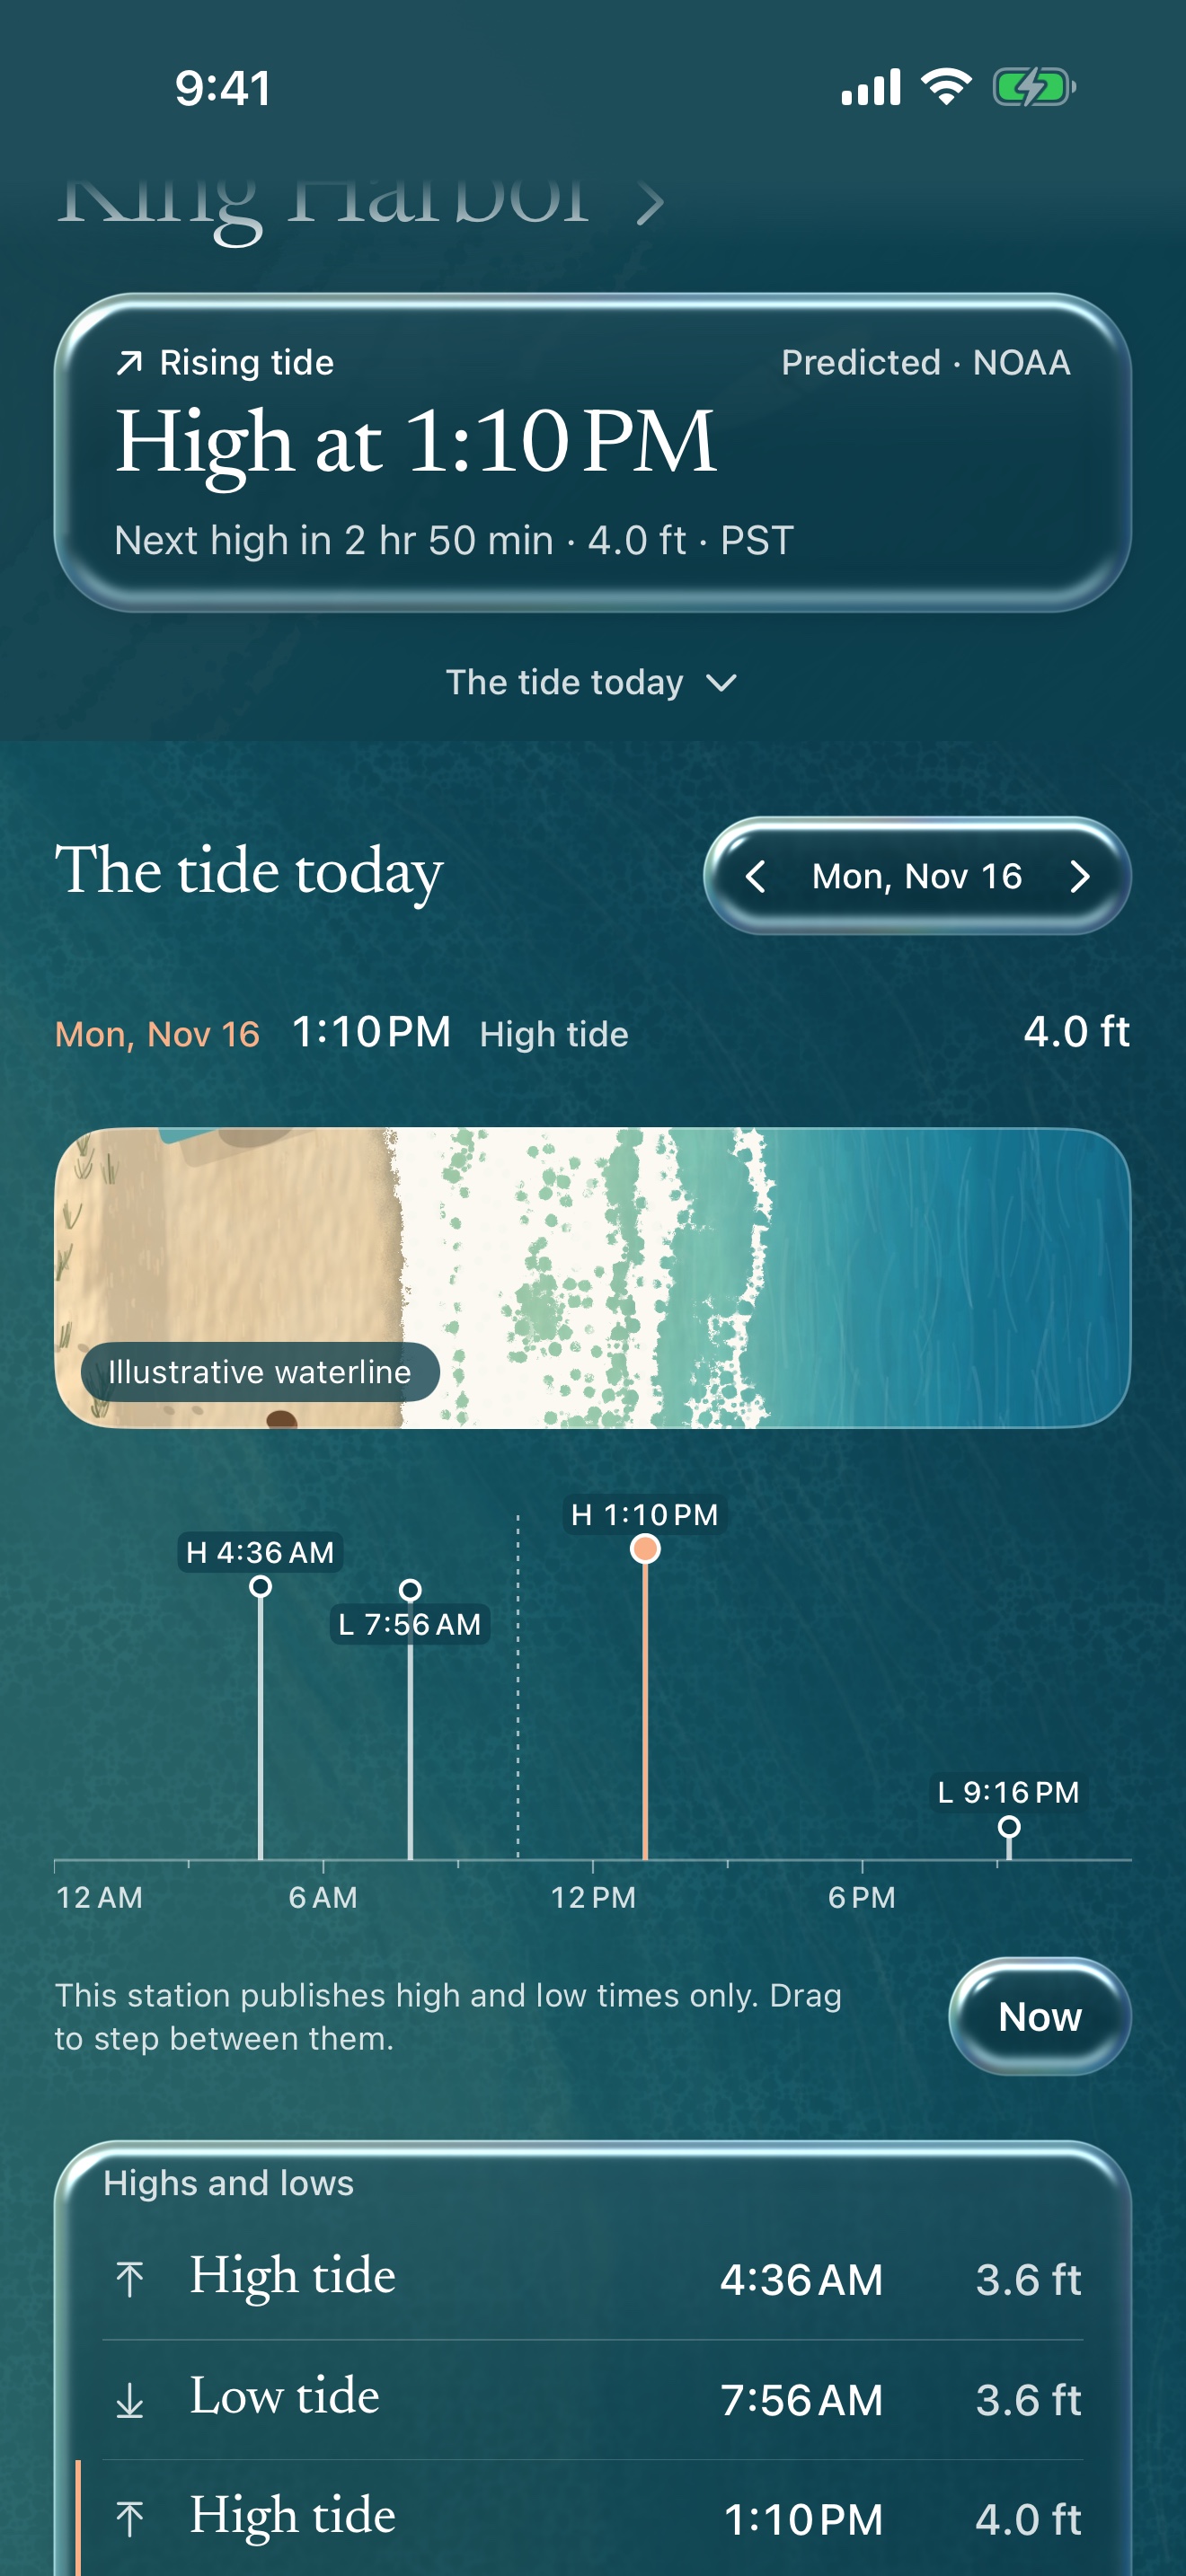 9:41
King Harbor
Rising tide
Predicted · NOAA
High at 1:10 PM
Next high in 2 hr 50 min · 4.0 ft · PST
The tide today
The tide today
Mon, Nov 16
Mon, Nov 16 1:10 PM High tide 4.0 ft
Illustrative waterline
H 1:10 PM
H 4:36 AM
L 7:56 AM
L 9:16 PM
12 AM 6 AM 12 PM 6 PM
This station publishes high and low times only. Drag
to step between them.
Now
Highs and lows
High tide 4:36 AM 3.6 ft
Low tide 7:56 AM 3.6 ft
High tide 1:10 PM 4.0 ft